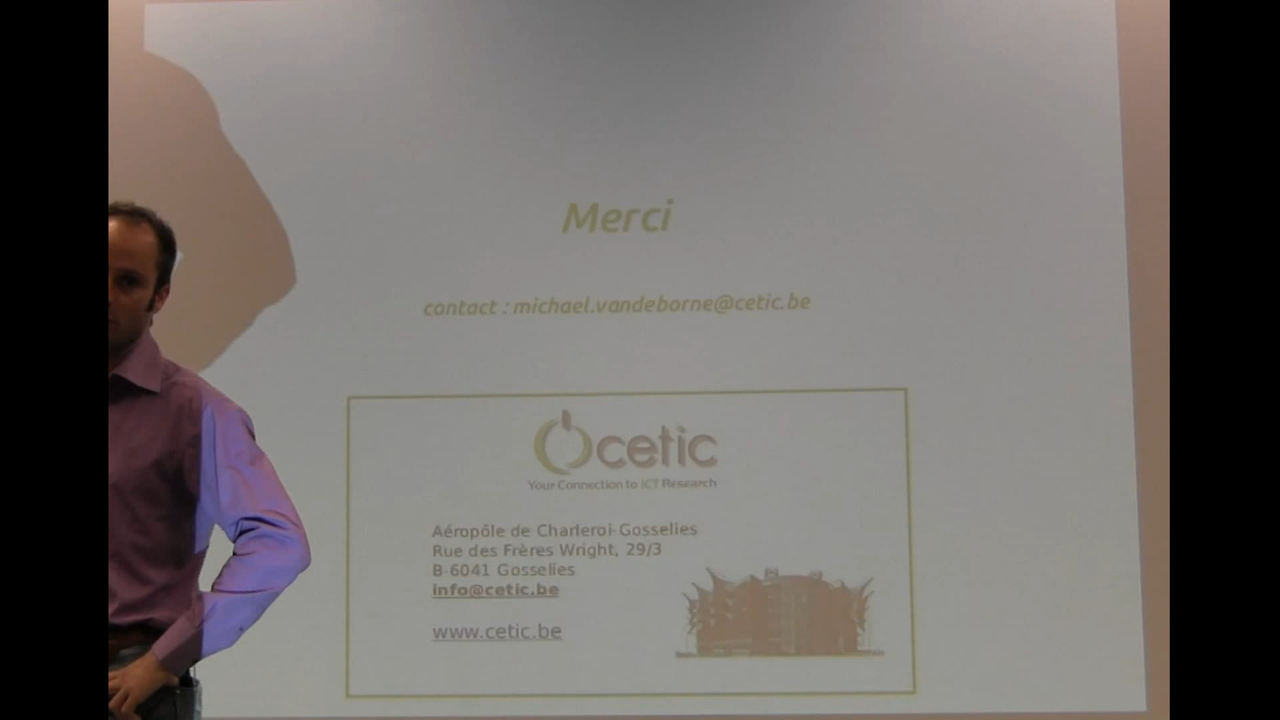 Merci
contact : michael.vandeborne@cetic.be
cetic
Your Connection to ICT Research
Aéropôle de Charleroi-Gosselies
Rue des Frères Wright, 29/3
B-6041 Gosselies
info@cetic.be
www.cetic.be